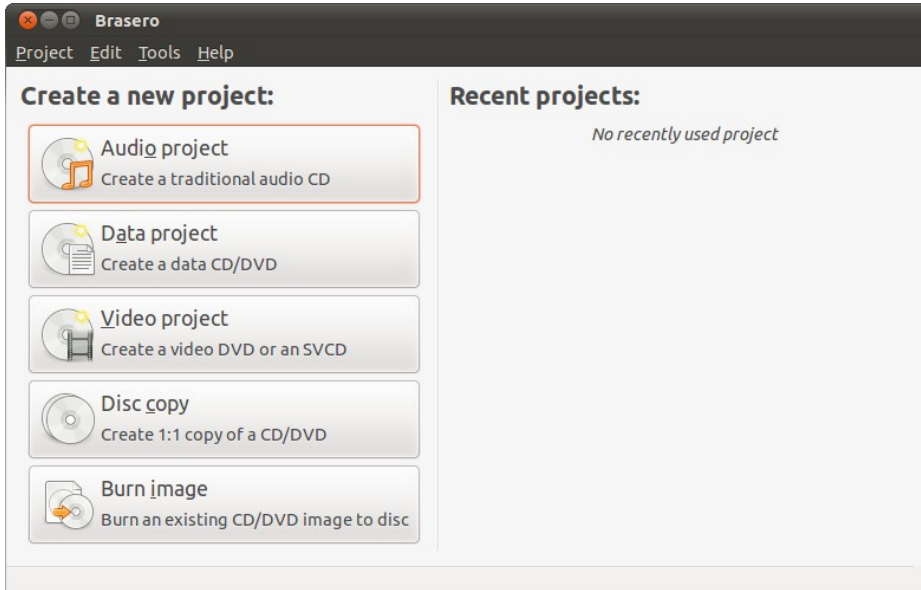 Brasero
Project Edit Tools Help
Create a new project:
Audio project
Create a traditional audio CD
Data project
Create a data CD/DVD
Video project
Create a video DVD or an SVCD
Disc copy
Create 1:1 copy of a CD/DVD
Burn image
Burn an existing CD/DVD image to disc
Recent projects:
No recently used project